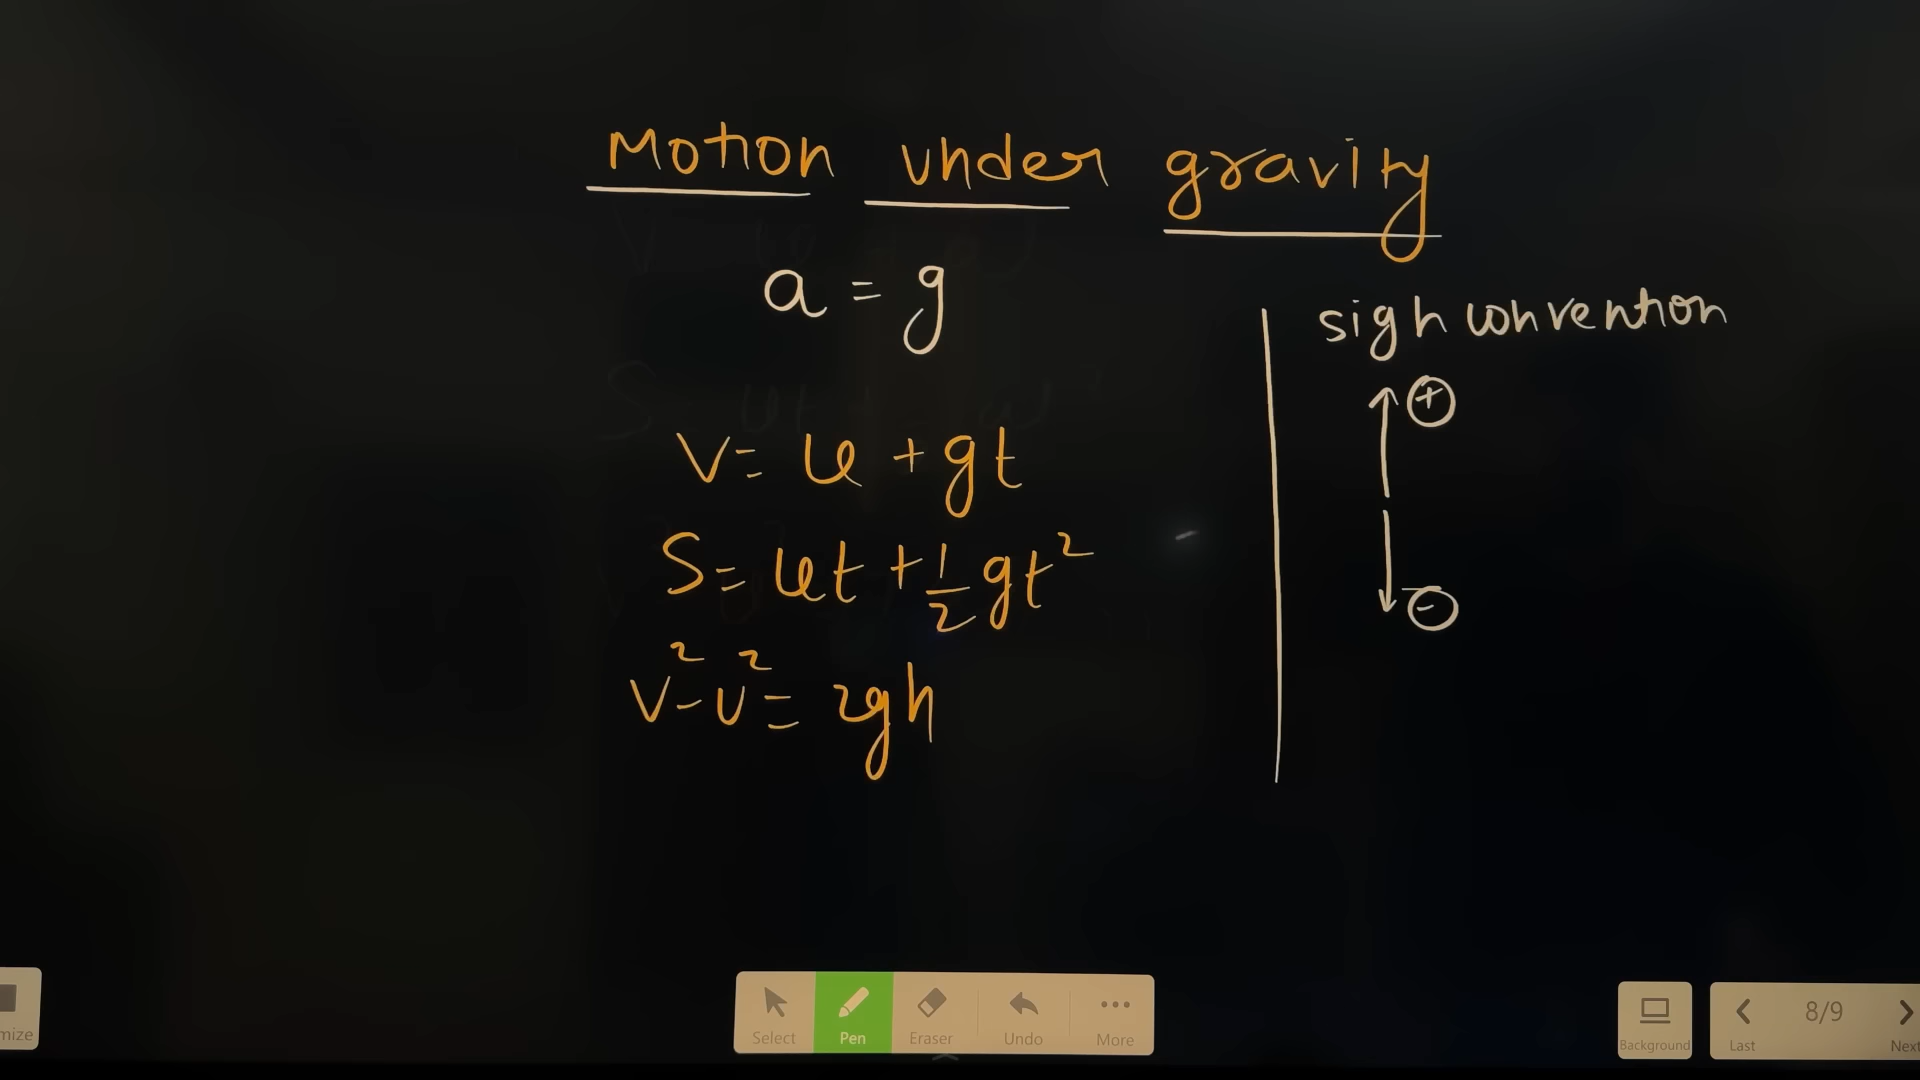 Motion under gravity
a = g
sigh convention
+
V = u + gt
S = ut + 1/2 gt²
-
V² - u² = 2gh
mize
Select
Pen
Eraser
Undo
More
Background
Last
8/9
Next